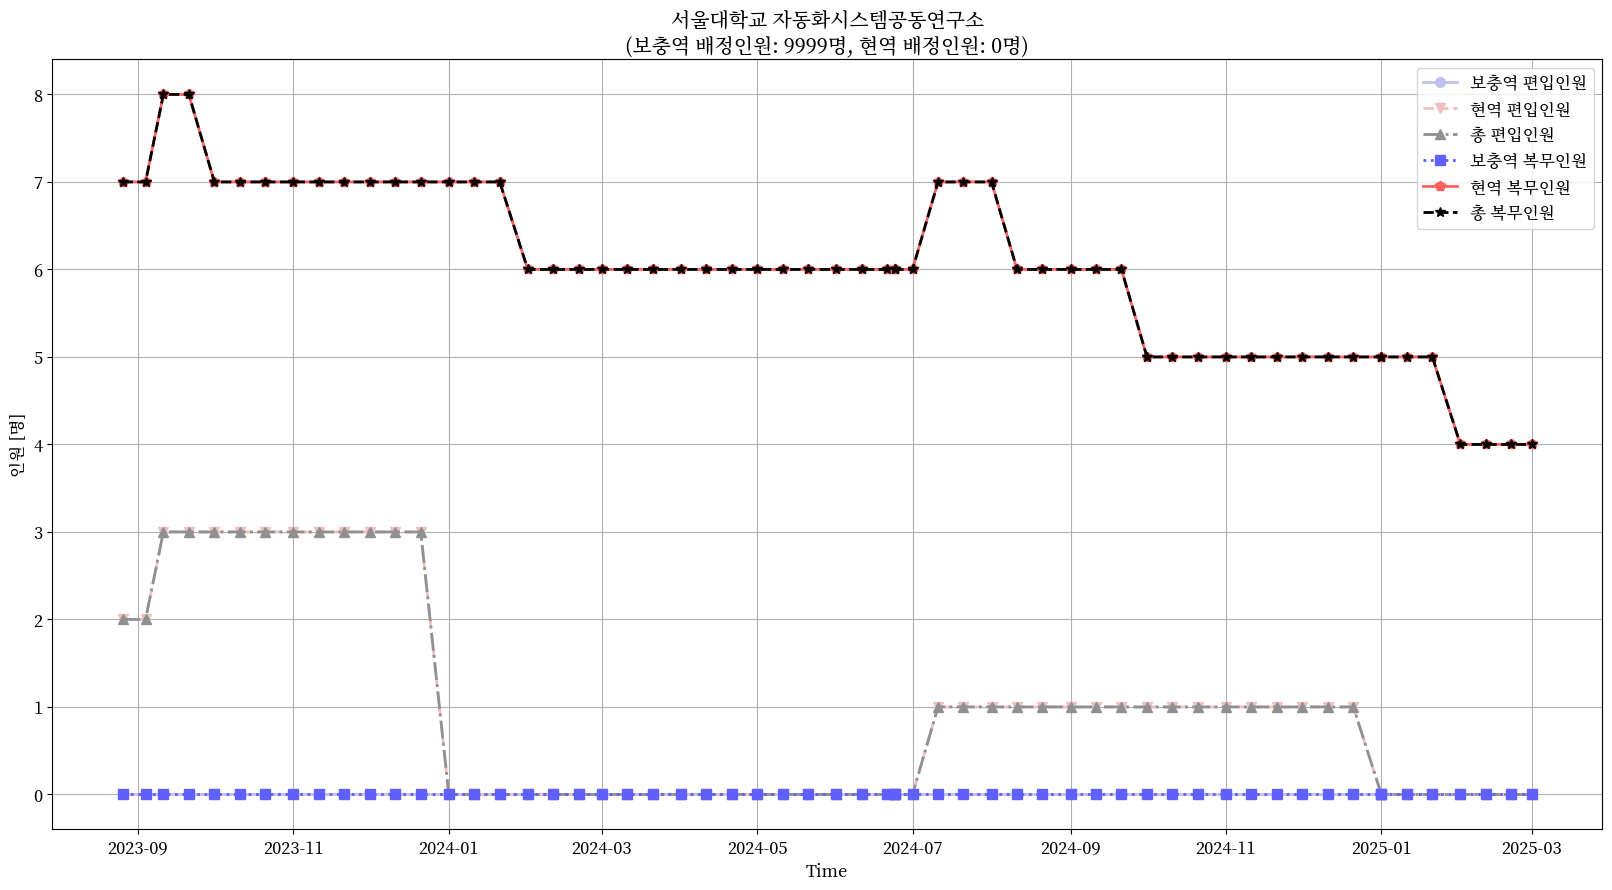 서울대학교 자동화시스템공동연구소
(보충역 배정인원: 9999명, 현역 배정인원: 0명)
보충역 편입인원
현역 편입인원
총 편입인원
보충역 복무인원
현역 복무인원
총 복무인원
인원 [명]
8
7
6
5
4
3
2
1
0
2023-09
2023-11
2024-01
2024-03
2024-05
2024-07
2024-09
2024-11
2025-01
2025-03
Time